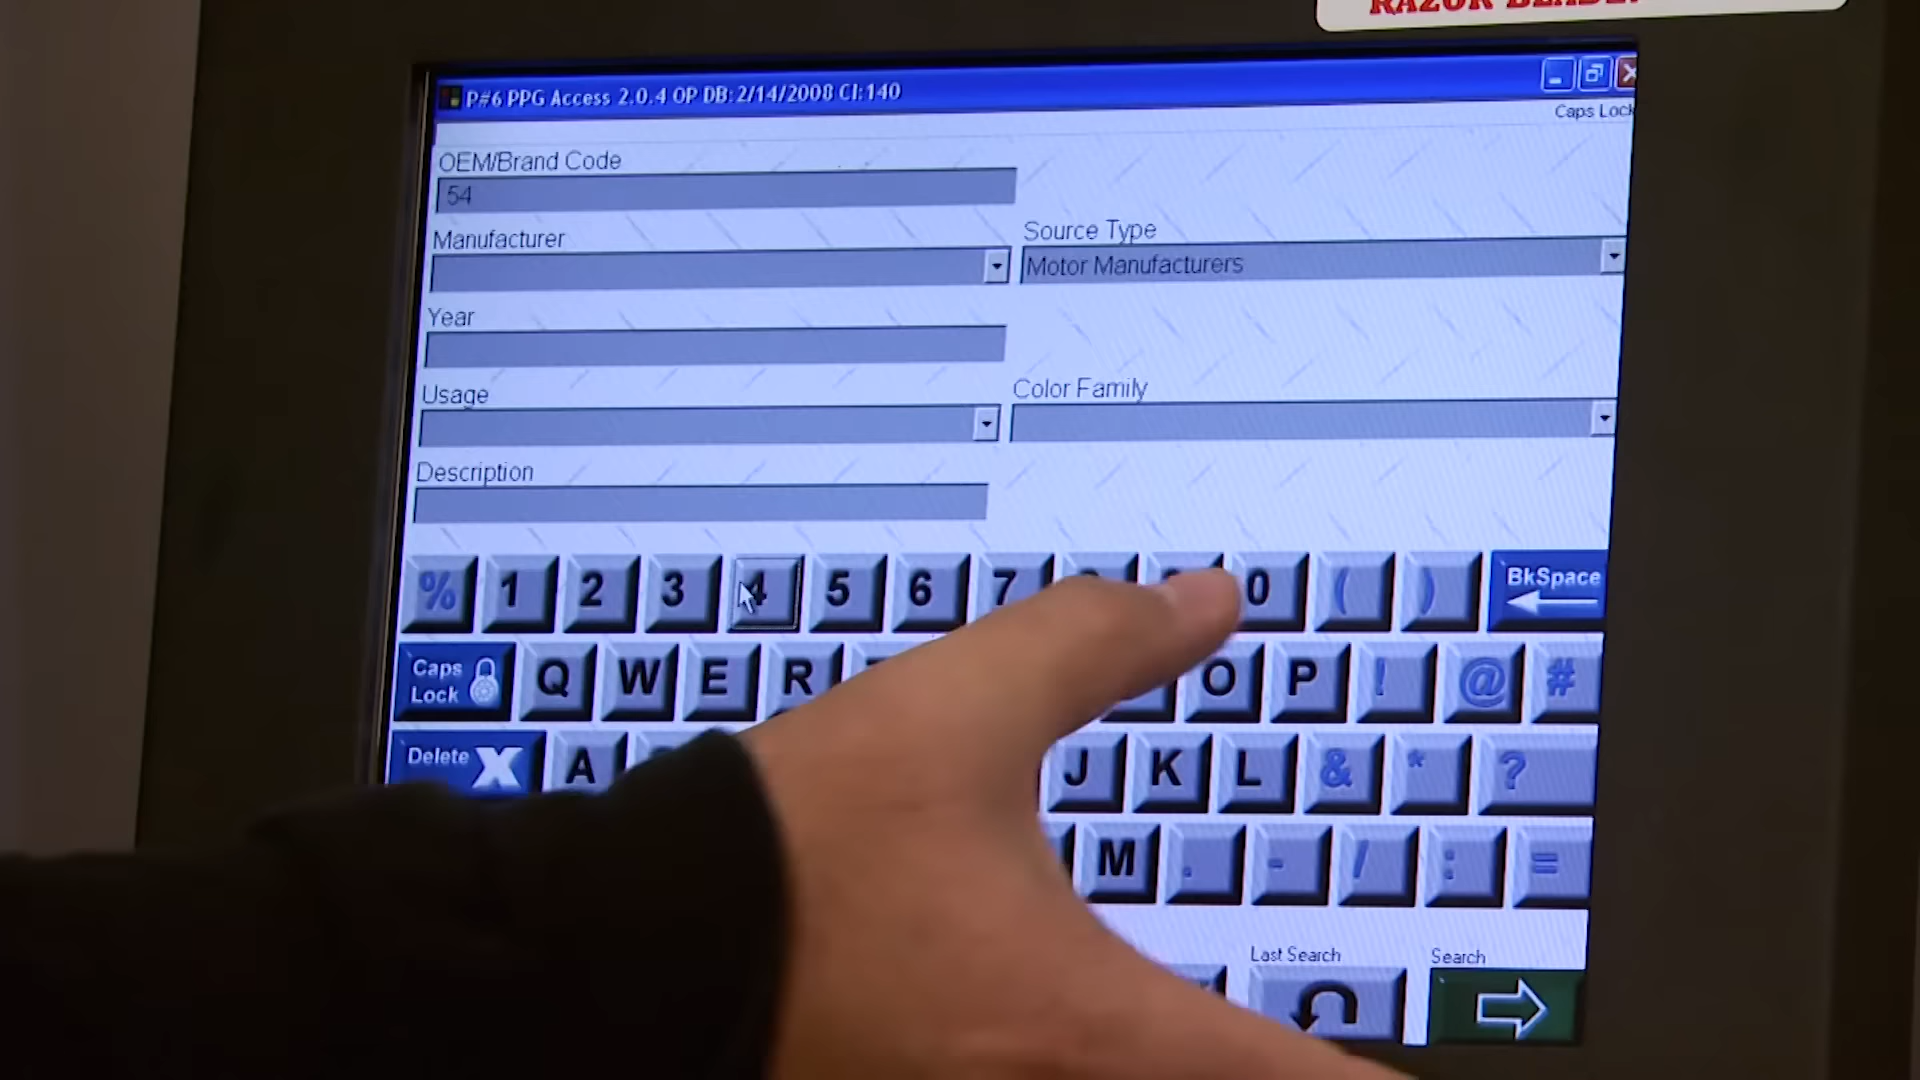 RAZOR BLADE
P#6 PPG Access 2.0.4 OP DB:2/14/2008 CI:140
Caps Lock
OEM/Brand Code
54
Manufacturer
Source Type
Motor Manufacturers
Year
Usage
Color Family
Description
% 1 2 3 4 5 6 7 0 ( ) BkSpace
Caps Lock Q W E R O P ! @ #
Delete X A J K L & * ?
M . - / : =
Last Search
Search